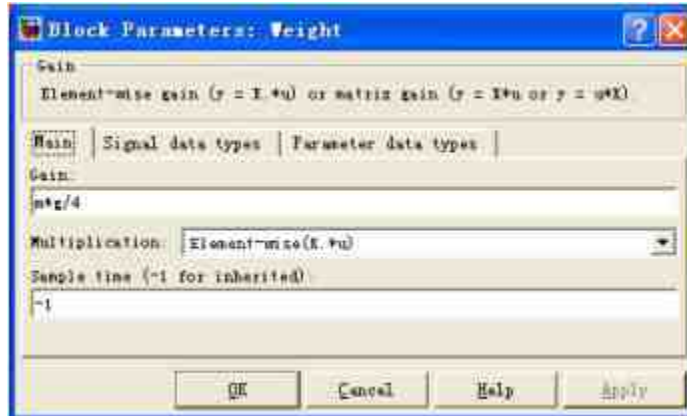 Block Parameters: Weight
Gain
Element-wise gain (y = K.*u) or matrix gain (y = K*u or y = u*K).
Main
Signal data types
Parameter data types
Gain:
m*g/4
Multiplication:
Element-wise(K.*u)
Sample time (-1 for inherited):
-1
OK
Cancel
Help
Apply